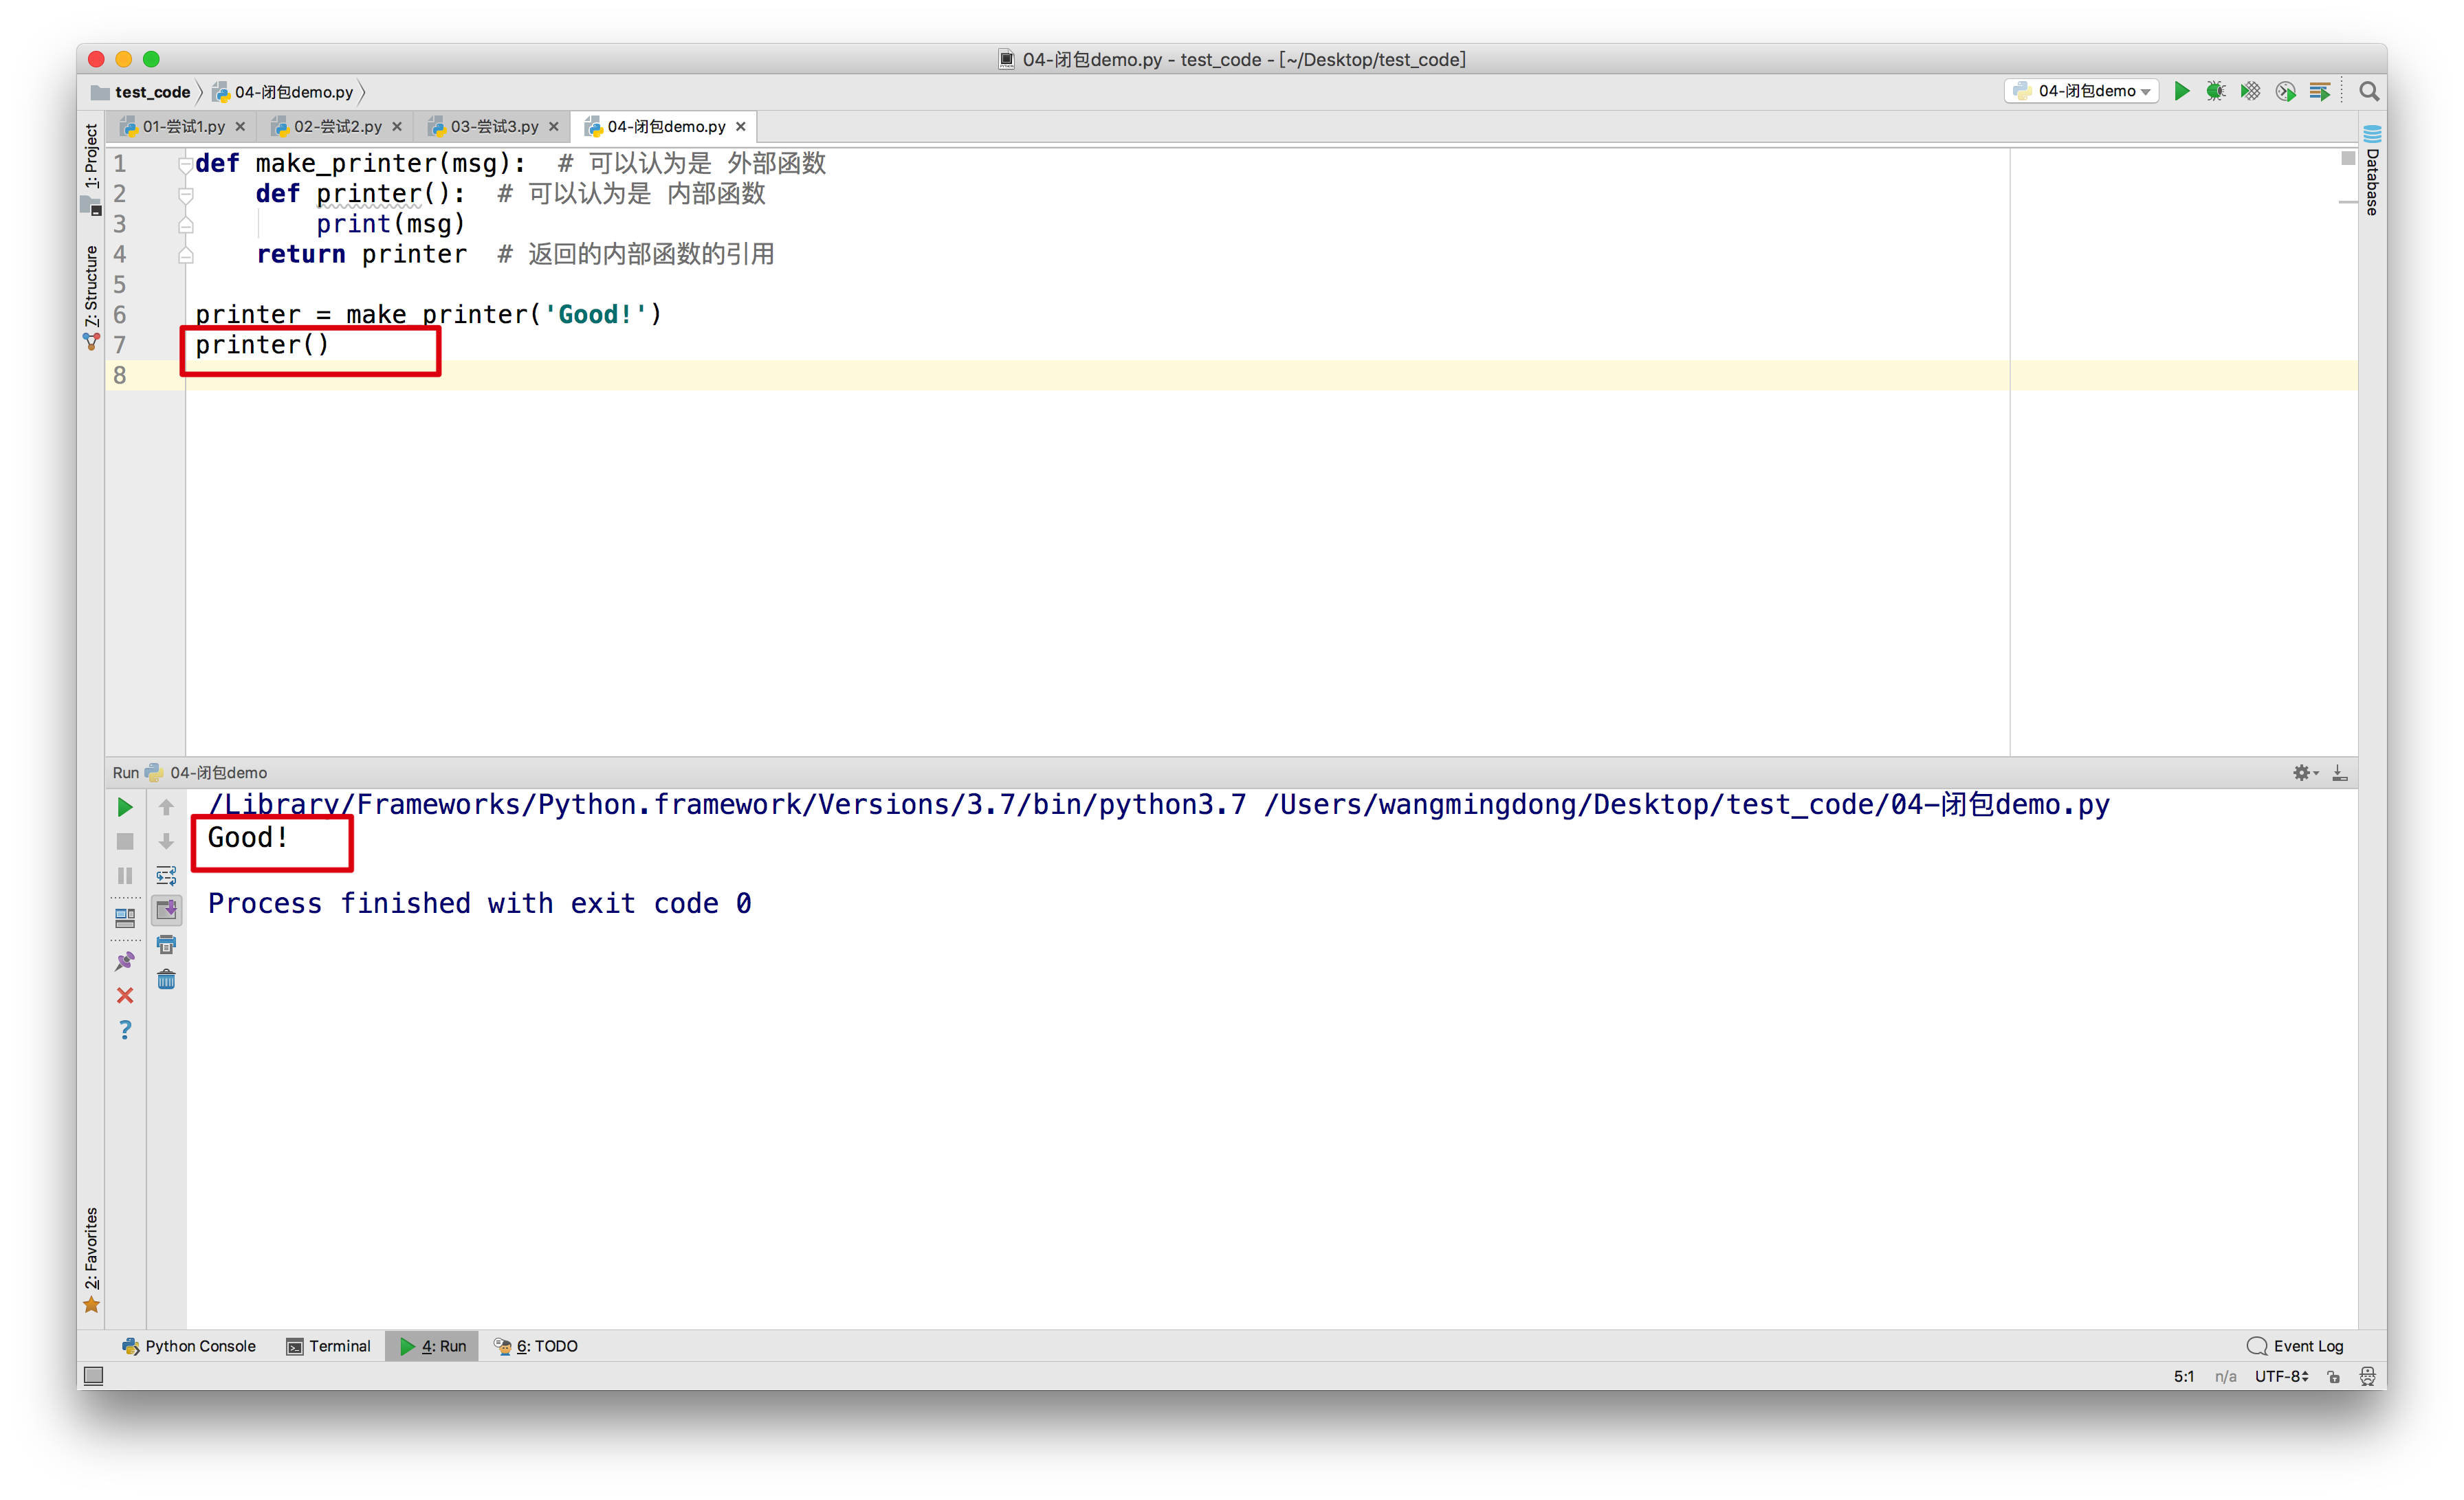 04-闭包demo.py - test_code - [~/Desktop/test_code]
test_code
04-闭包demo.py
04-闭包demo
01-尝试1.py
02-尝试2.py
03-尝试3.py
04-闭包demo.py
1: Project
7: Structure
2: Favorites
Database
1 def make_printer(msg):  # 可以认为是 外部函数
2     def printer():  # 可以认为是 内部函数
3         print(msg)
4     return printer  # 返回的内部函数的引用
5
6 printer = make_printer('Good!')
7 printer()
8
Run 04-闭包demo
/Library/Frameworks/Python.framework/Versions/3.7/bin/python3.7 /Users/wangmingdong/Desktop/test_code/04-闭包demo.py
Good!
Process finished with exit code 0
Python Console
Terminal
4: Run
6: TODO
Event Log
5:1 n/a UTF-8